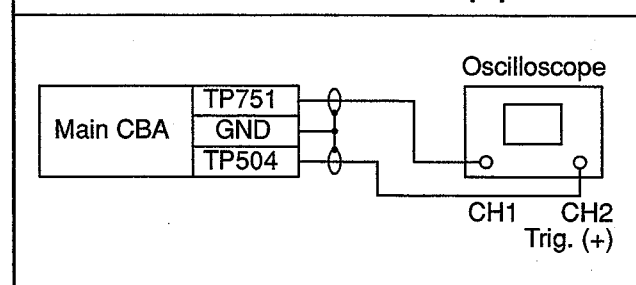 Oscilloscope
Main CBA
TP751
GND
TP504
CH1 CH2
Trig. (+)